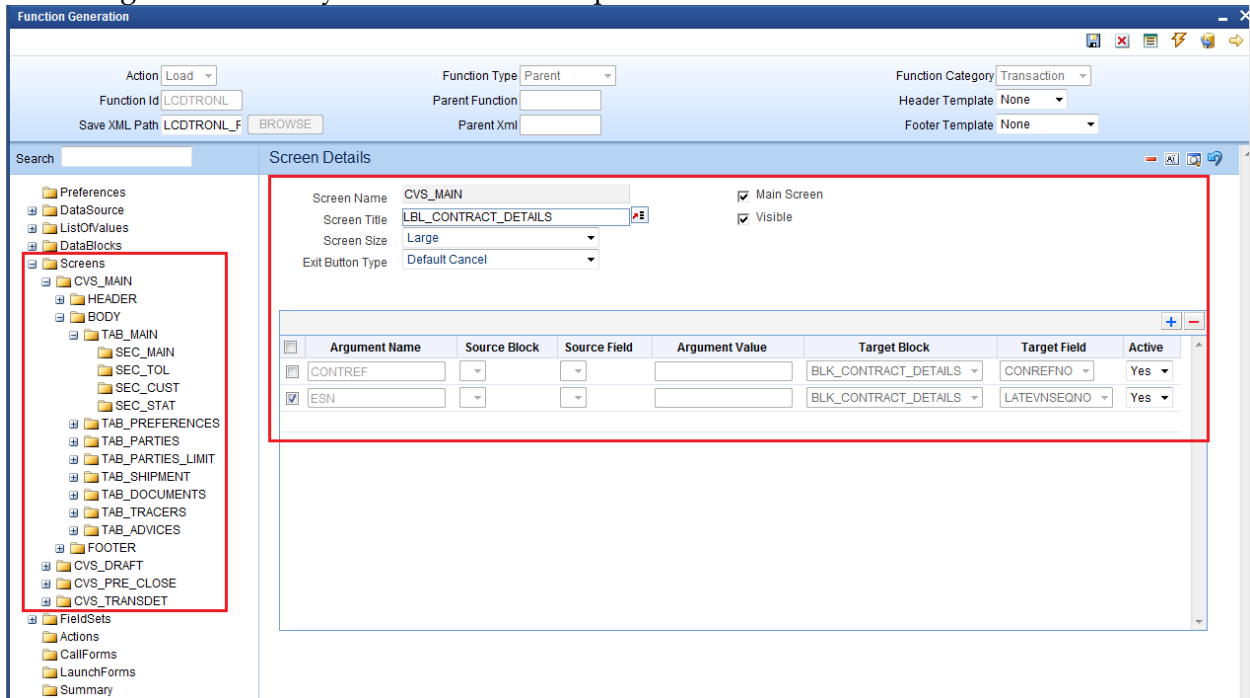 Function Generation
Action Load Function Type Parent Function Category Transaction
Function Id LCDTRONL Parent Function Header Template None
Save XML Path LCDTRONL_F BROWSE Parent Xml Footer Template None
Search
Screen Details
Preferences
DataSource
ListOfValues
DataBlocks
Screens
CVS_MAIN
HEADER
BODY
TAB_MAIN
SEC_MAIN
SEC_TOL
SEC_CUST
SEC_STAT
TAB_PREFERENCES
TAB_PARTIES
TAB_PARTIES_LIMIT
TAB_SHIPMENT
TAB_DOCUMENTS
TAB_TRACERS
TAB_ADVICES
FOOTER
CVS_DRAFT
CVS_PRE_CLOSE
CVS_TRANSDET
FieldSets
Actions
CallForms
LaunchForms
Summary
Screen Name CVS_MAIN Main Screen
Screen Title LBL_CONTRACT_DETAILS Visible
Screen Size Large
Exit Button Type Default Cancel
Argument Name Source Block Source Field Argument Value Target Block Target Field Active
CONTREF BLK_CONTRACT_DETAILS CONREFNO Yes
ESN BLK_CONTRACT_DETAILS LATEVNSEQNO Yes